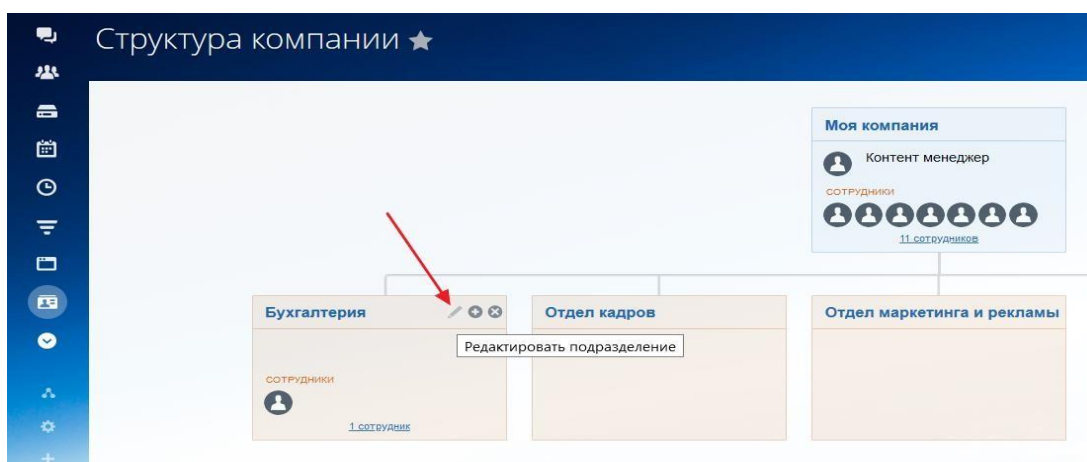 Структура компании
Моя компания
Контент менеджер
СОТРУДНИКИ
11 сотрудников
Бухгалтерия
Отдел кадров
Отдел маркетинга и рекламы
Редактировать подразделение
СОТРУДНИКИ
1 сотрудник